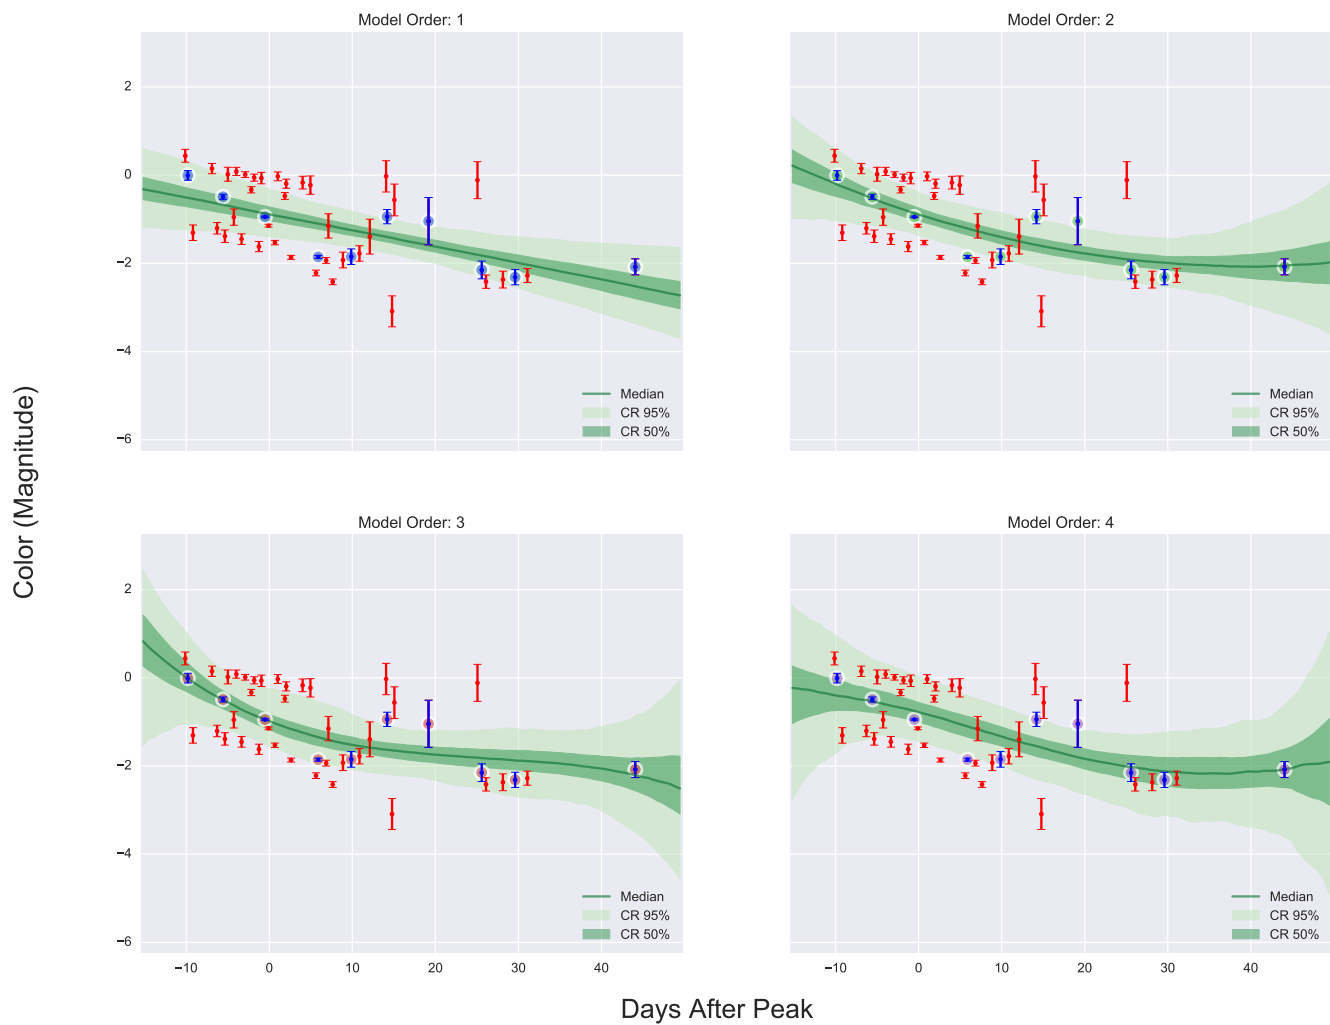 Model Order: 1
Model Order: 2
2
0
−2
−4
−6
Median
CR 95%
CR 50%
Median
CR 95%
CR 50%
Color (Magnitude)
Model Order: 3
Model Order: 4
2
0
−2
−4
−6
Median
CR 95%
CR 50%
Median
CR 95%
CR 50%
−10 0 10 20 30 40
−10 0 10 20 30 40
Days After Peak